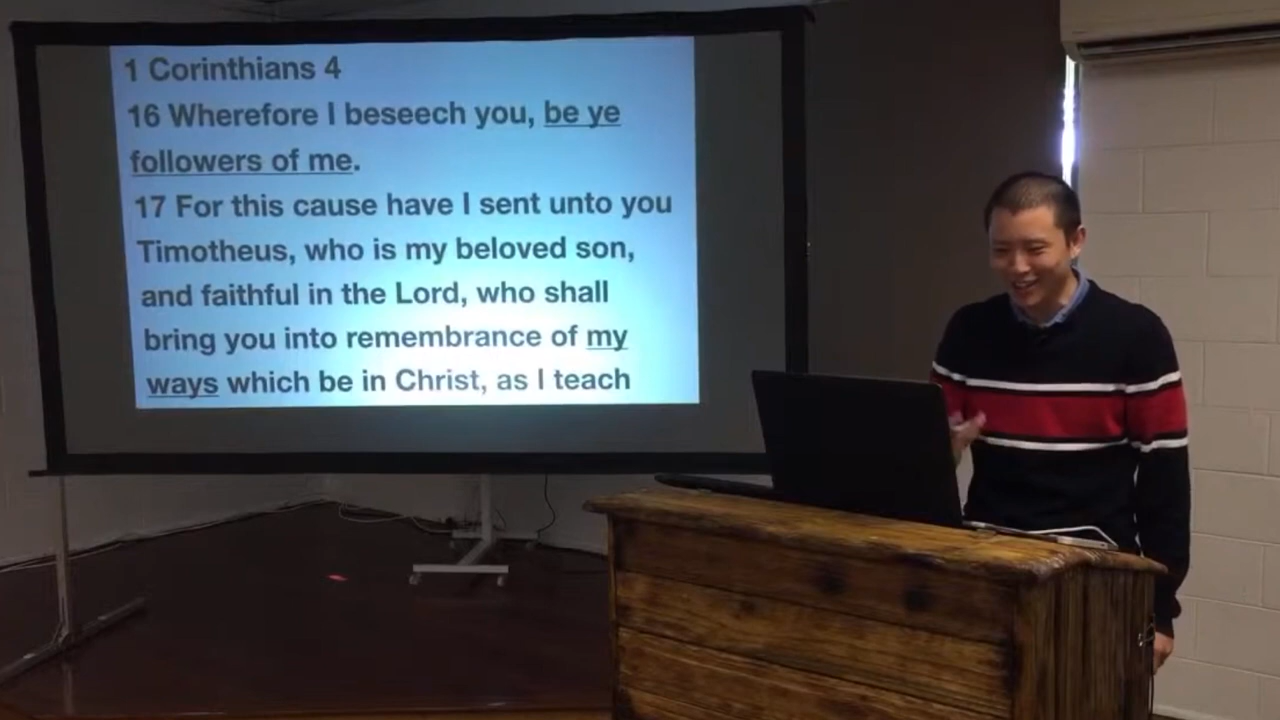 1 Corinthians 4
16 Wherefore I beseech you, be ye
followers of me.
17 For this cause have I sent unto you
Timotheus, who is my beloved son,
and faithful in the Lord, who shall
bring you into remembrance of my
ways which be in Christ, as I teach